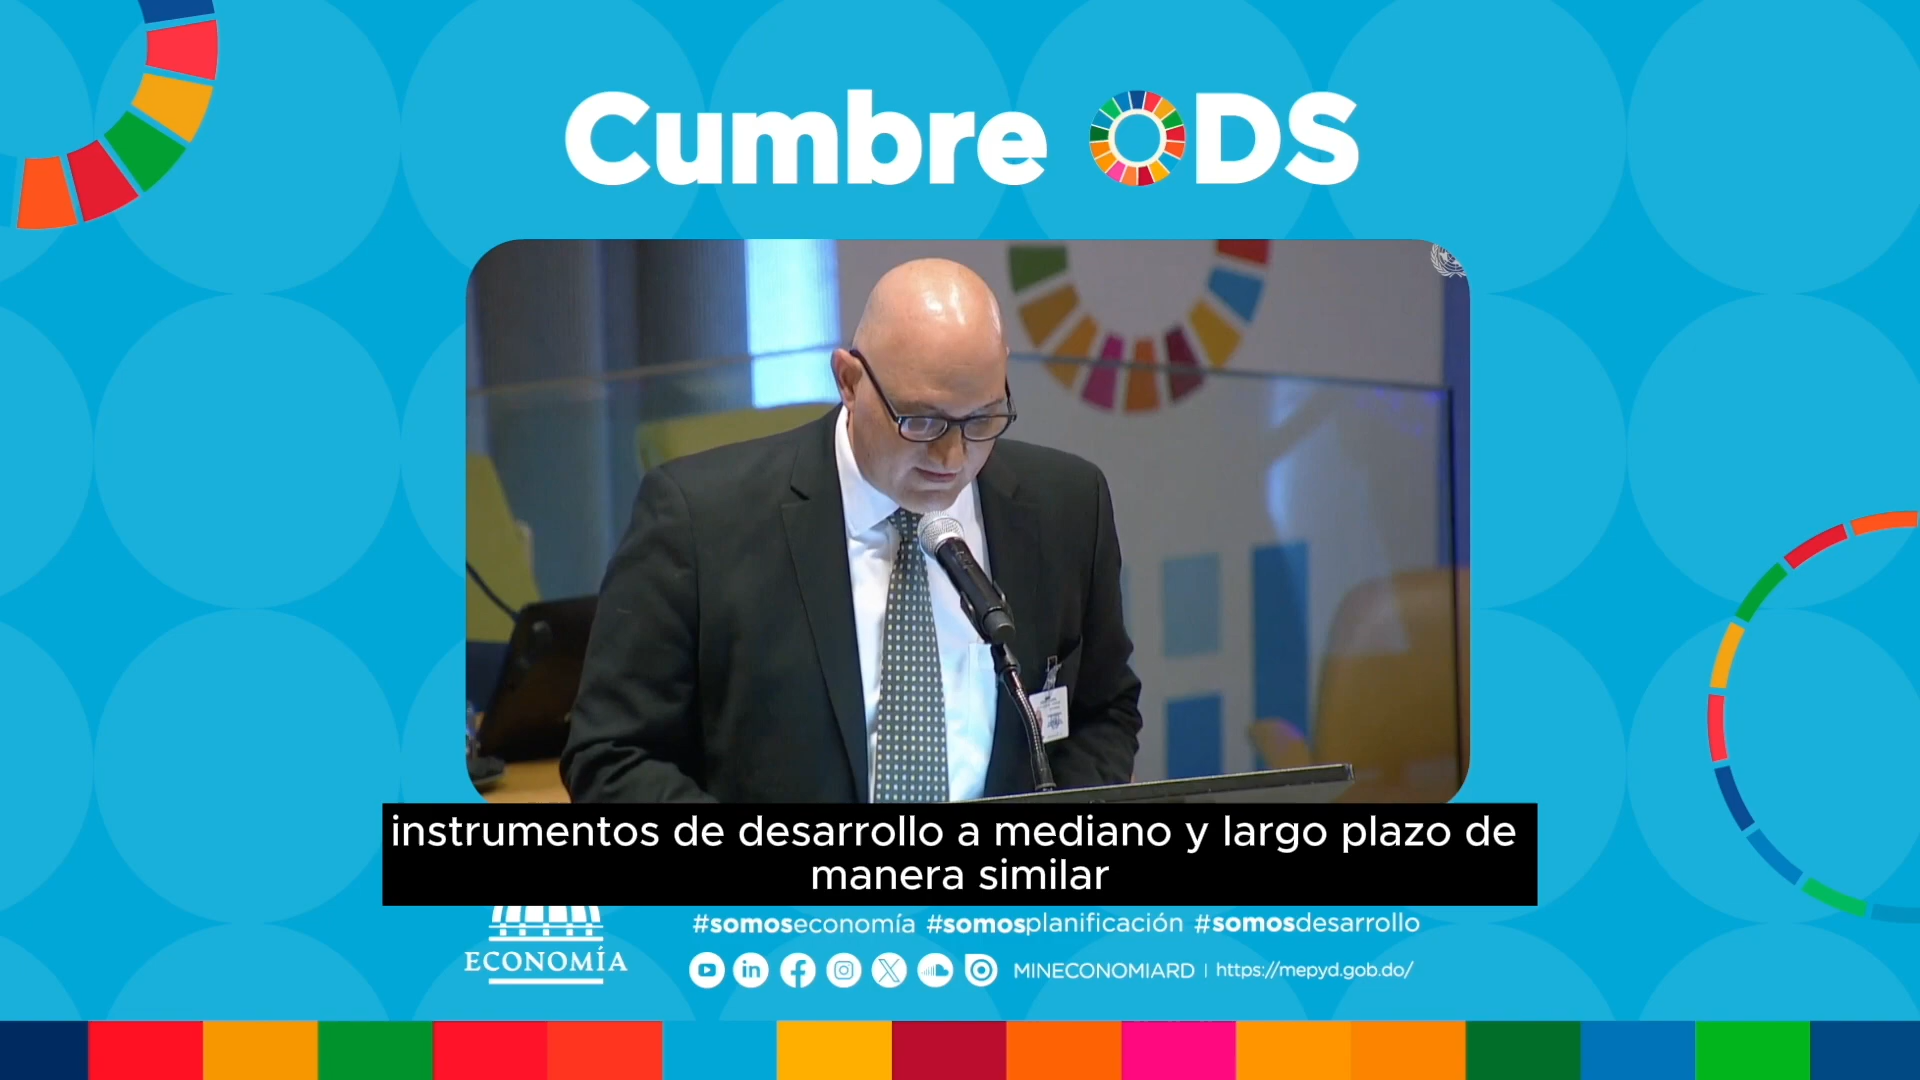 Cumbre ODS
instrumentos de desarrollo a mediano y largo plazo de
manera similar
#somoseconomía #somosplanificación #somosdesarrollo
ECONOMÍA
MINECONOMIARD | https://mepyd.gob.do/